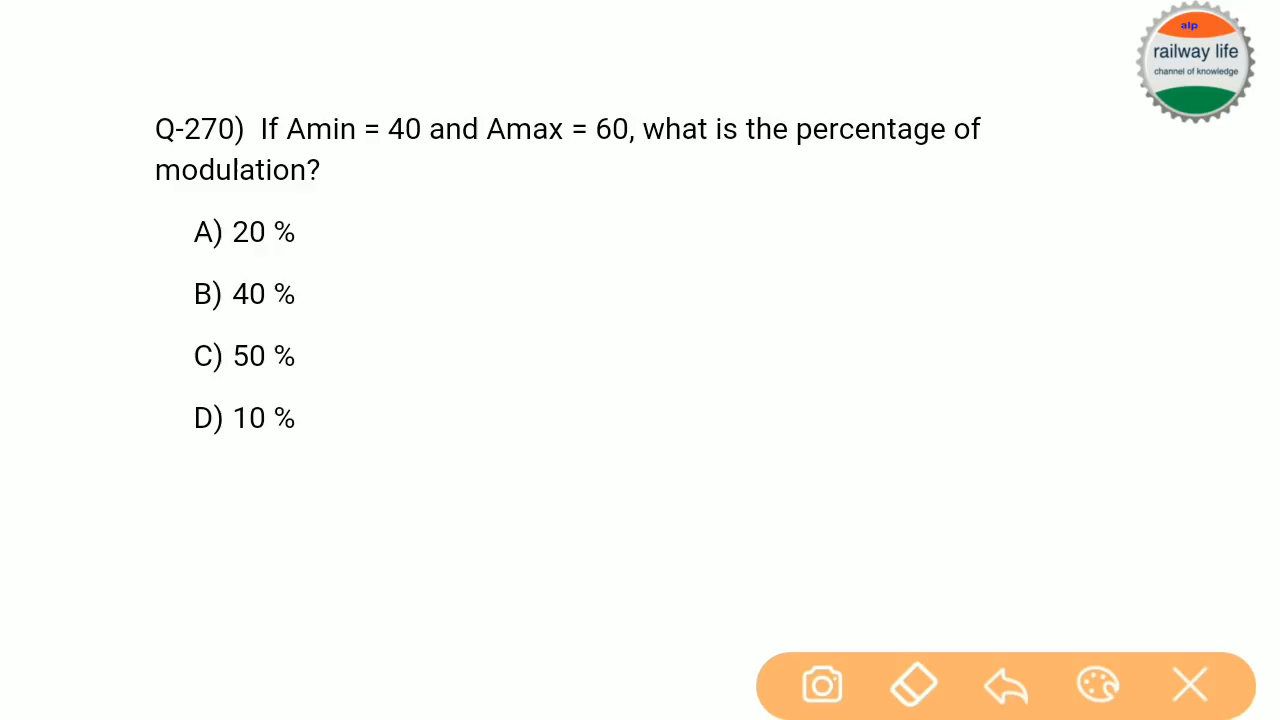 alp
railway life
channel of knowledge
Q-270) If Amin = 40 and Amax = 60, what is the percentage of
modulation?
A) 20 %
B) 40 %
C) 50 %
D) 10 %